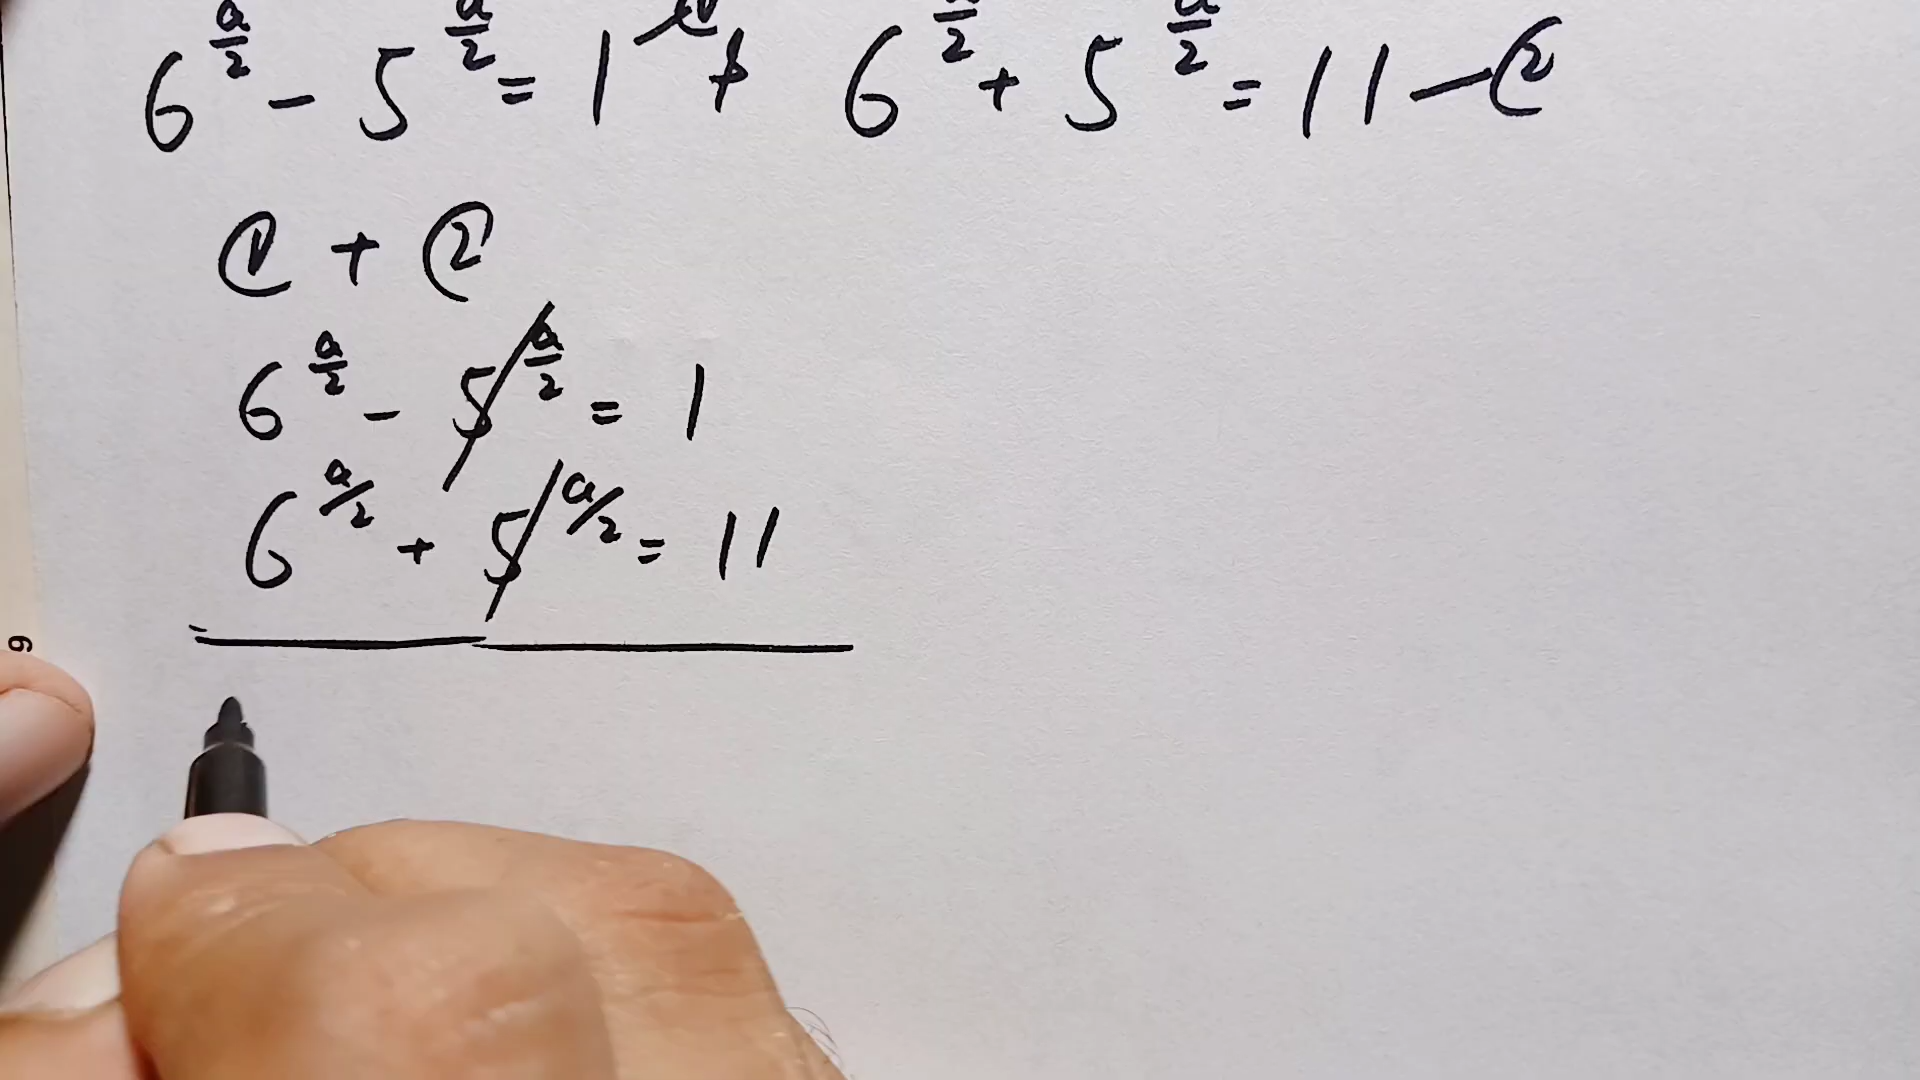 6^(a/2) - 5^(a/2) = 1 —① & 6^(a/2) + 5^(a/2) = 11 —②
① + ②
6^(a/2) - 5^(a/2) = 1
6^(a/2) + 5^(a/2) = 11
6